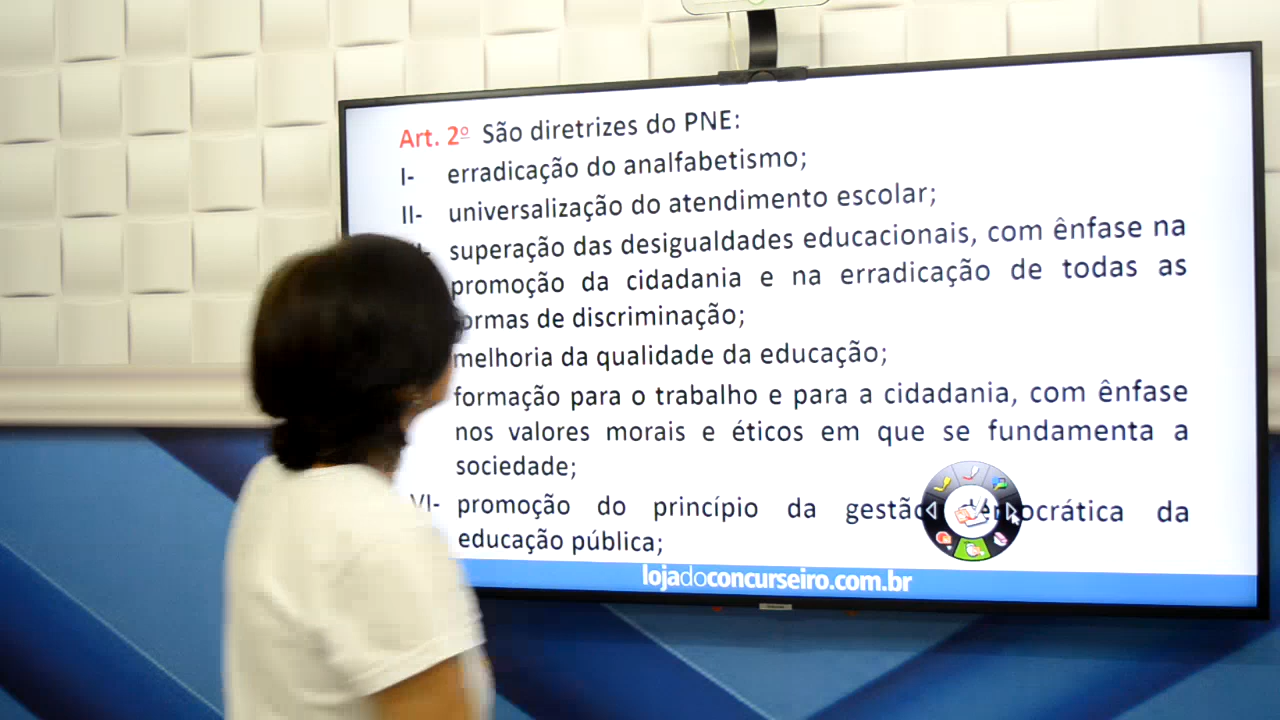 Art. 2º São diretrizes do PNE:
I- erradicação do analfabetismo;
II- universalização do atendimento escolar;
superação das desigualdades educacionais, com ênfase na
promoção da cidadania e na erradicação de todas as
formas de discriminação;
melhoria da qualidade da educação;
formação para o trabalho e para a cidadania, com ênfase
nos valores morais e éticos em que se fundamenta a
sociedade;
VI- promoção do princípio da gestão democrática da
educação pública;
lojadoconcurseiro.com.br